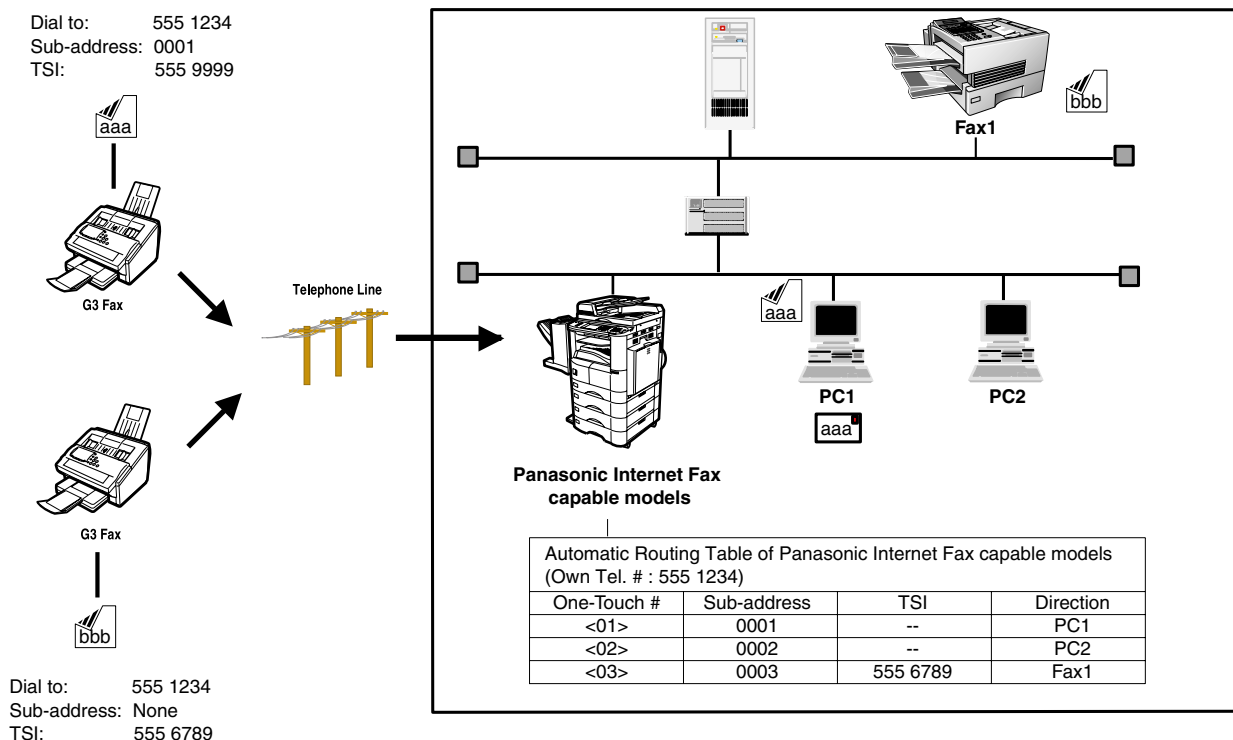 Dial to: 555 1234
Sub-address: 0001
TSI: 555 9999
aaa
G3 Fax
Telephone Line
G3 Fax
bbb
Dial to: 555 1234
Sub-address: None
TSI: 555 6789
bbb
Fax1
aaa
PC1
PC2
aaa
Panasonic Internet Fax
capable models
Automatic Routing Table of Panasonic Internet Fax capable models
(Own Tel. # : 555 1234)
One-Touch # Sub-address TSI Direction
<01> 0001 -- PC1
<02> 0002 -- PC2
<03> 0003 555 6789 Fax1